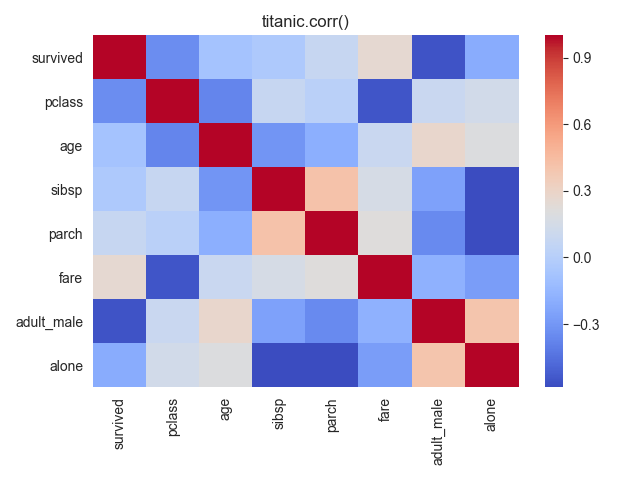 titanic.corr()
survived
pclass
age
sibsp
parch
fare
adult_male
alone
survived
pclass
age
sibsp
parch
fare
adult_male
alone
0.9
0.6
0.3
0.0
−0.3